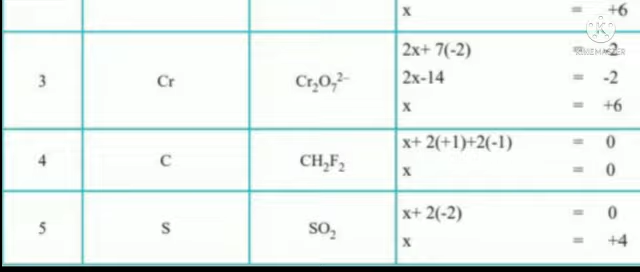 x = +6
3 Cr Cr₂O₇²⁻ 2x+ 7(-2) = -2
2x-14 = -2
x = +6
4 C CH₂F₂ x+ 2(+1)+2(-1) = 0
x = 0
5 S SO₂ x+ 2(-2) = 0
x = +4